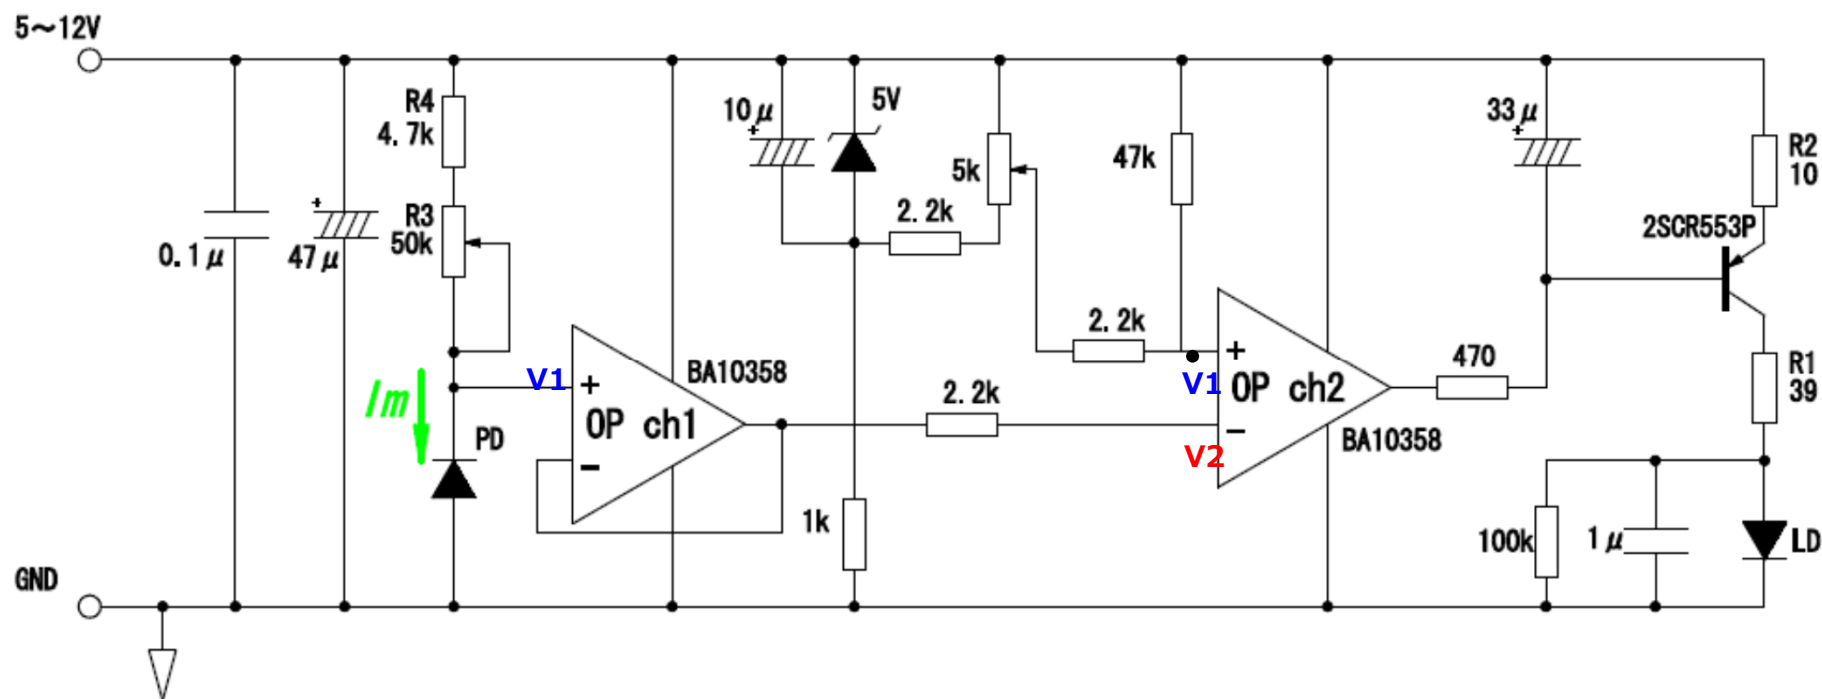 5～12V
R4
4.7k
R3
50k
0.1μ
+
47μ
Im
PD
V1
+
OP ch1
−
BA10358
10μ
+
5V
2.2k
5k
47k
2.2k
2.2k
1k
+
V1
OP ch2
−
V2
BA10358
470
33μ
+
R2
10
2SCR553P
R1
39
100k
1μ
LD
GND